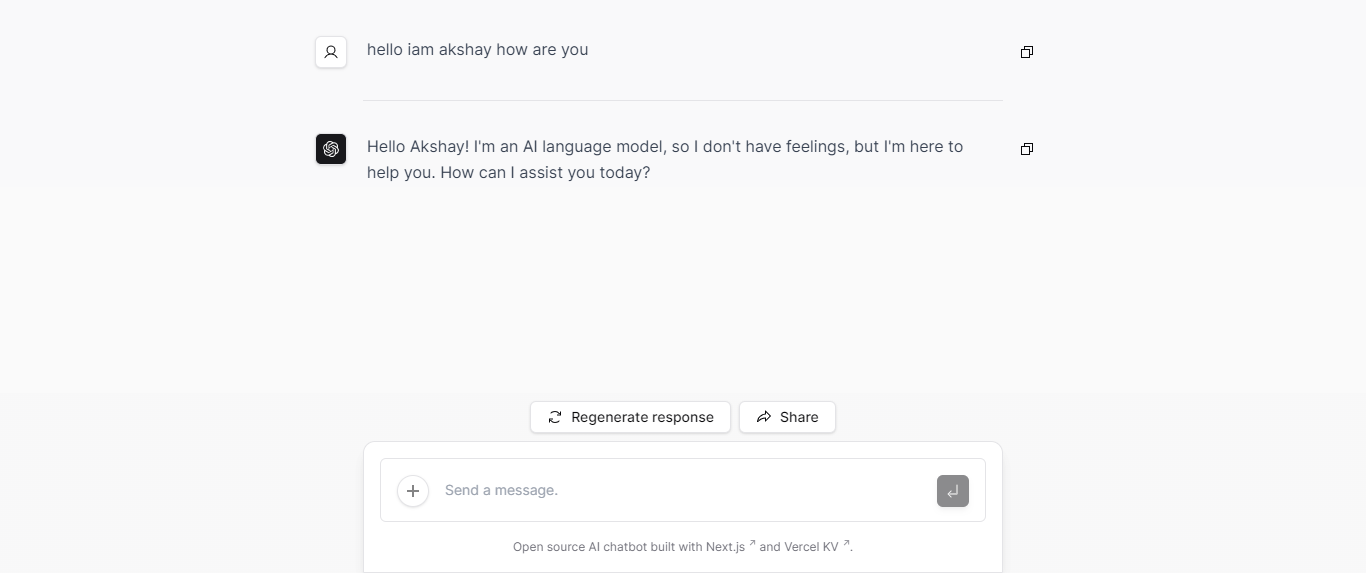 hello iam akshay how are you
Hello Akshay! I'm an AI language model, so I don't have feelings, but I'm here to
help you. How can I assist you today?
Regenerate response
Share
Send a message.
Open source AI chatbot built with Next.js ↗ and Vercel KV ↗.